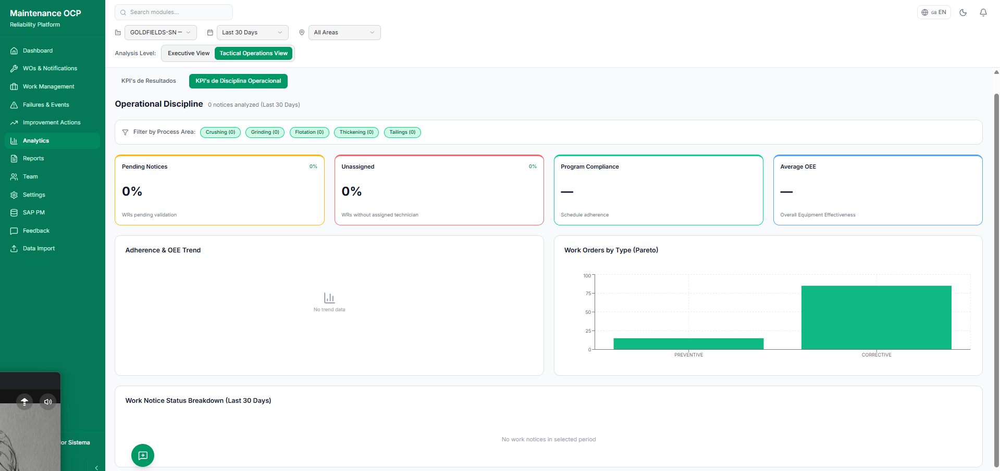 Maintenance OCP
Reliability Platform
Dashboard
WOs & Notifications
Work Management
Failures & Events
Improvement Actions
Analytics
Reports
Team
Settings
SAP PM
Feedback
Data Import
or Sistema
Search modules...
GB EN
GOLDFIELDS-SN —
Last 30 Days
All Areas
Analysis Level:
Executive View
Tactical Operations View
KPI's de Resultados
KPI's de Disciplina Operacional
Operational Discipline 0 notices analyzed (Last 30 Days)
Filter by Process Area: Crushing (0) Grinding (0) Flotation (0) Thickening (0) Tailings (0)
Pending Notices 0%
0%
WRs pending validation
Unassigned 0%
0%
WRs without assigned technician
Program Compliance
—
Schedule adherence
Average OEE
—
Overall Equipment Effectiveness
Adherence & OEE Trend
No trend data
Work Orders by Type (Pareto)
100
75
50
25
0
PREVENTIVE CORRECTIVE
Work Notice Status Breakdown (Last 30 Days)
No work notices in selected period